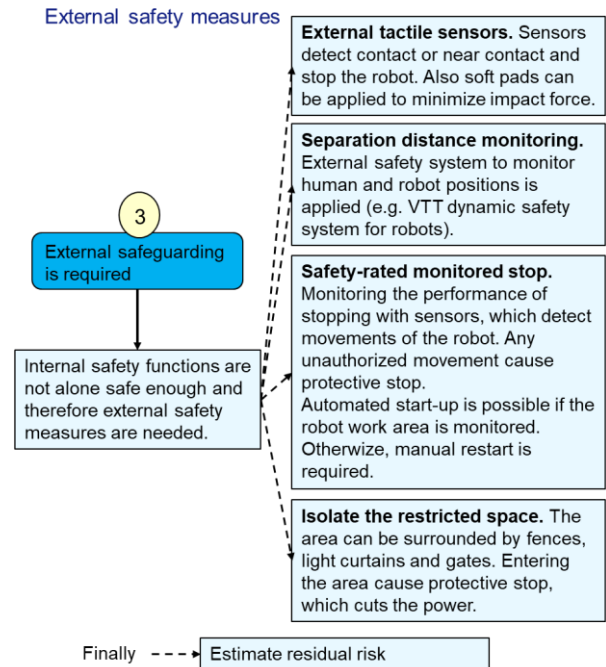 External safety measures
External tactile sensors. Sensors
detect contact or near contact and
stop the robot. Also soft pads can
be applied to minimize impact force.
Separation distance monitoring.
External safety system to monitor
human and robot positions is
applied (e.g. VTT dynamic safety
system for robots).
3
External safeguarding
is required
Safety-rated monitored stop.
Monitoring the performance of
stopping with sensors, which detect
movements of the robot. Any
unauthorized movement cause
protective stop.
Automated start-up is possible if the
robot work area is monitored.
Otherwize, manual restart is
required.
Internal safety functions are
not alone safe enough and
therefore external safety
measures are needed.
Isolate the restricted space. The
area can be surrounded by fences,
light curtains and gates. Entering
the area cause protective stop,
which cuts the power.
Finally
Estimate residual risk